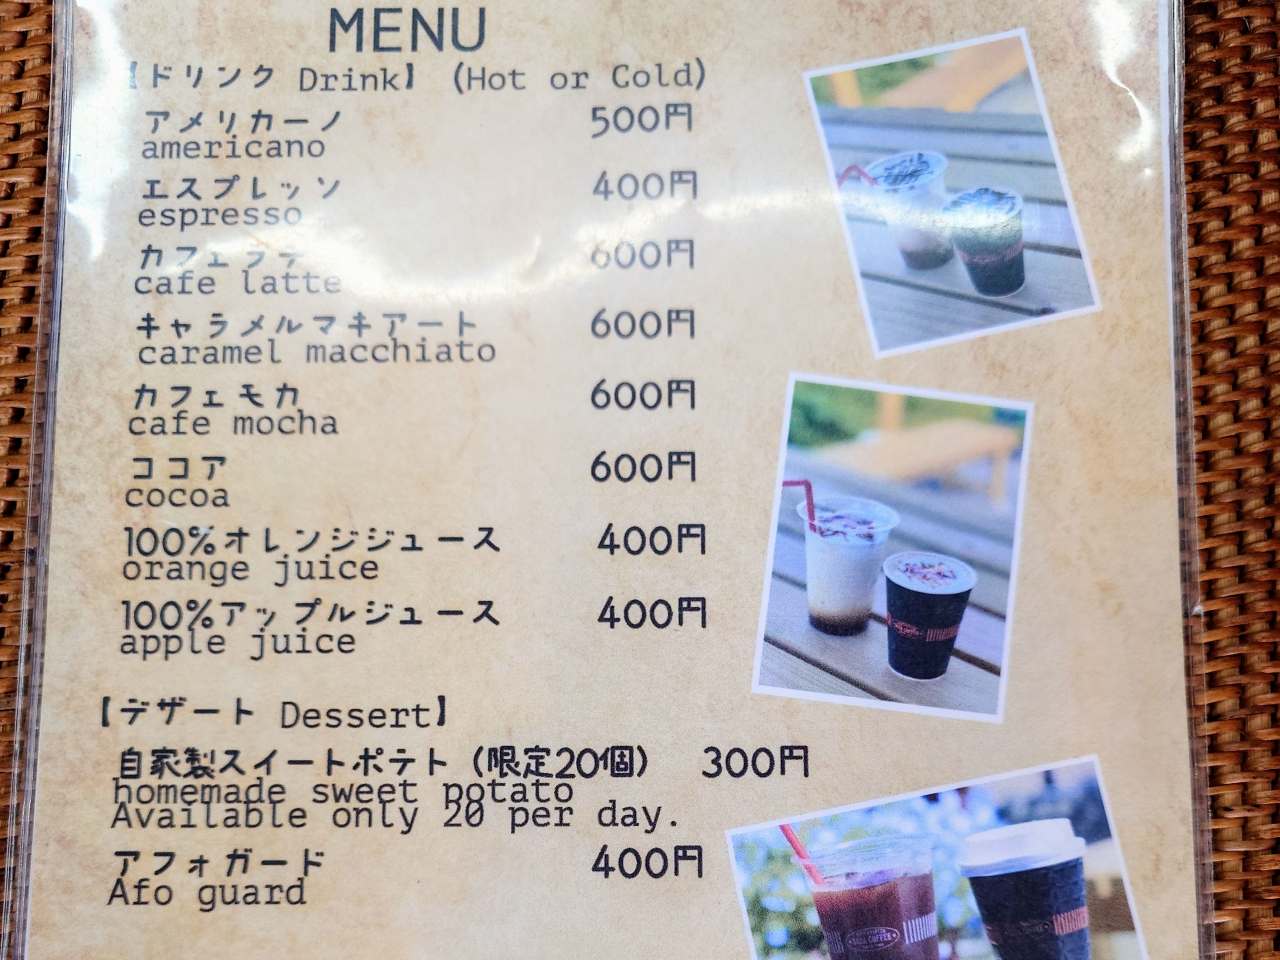 MENU
【ドリンク Drink】 (Hot or Cold)
アメリカーノ 500円
americano
エスプレッソ 400円
espresso
カフェラテ 600円
cafe latte
キャラメルマキアート 600円
caramel macchiato
カフェモカ 600円
cafe mocha
ココア 600円
cocoa
100%オレンジジュース 400円
orange juice
100%アップルジュース 400円
apple juice
【デザート Dessert】
自家製スイートポテト (限定20個) 300円
homemade sweet potato
Available only 20 per day.
アフォガード 400円
Afo guard